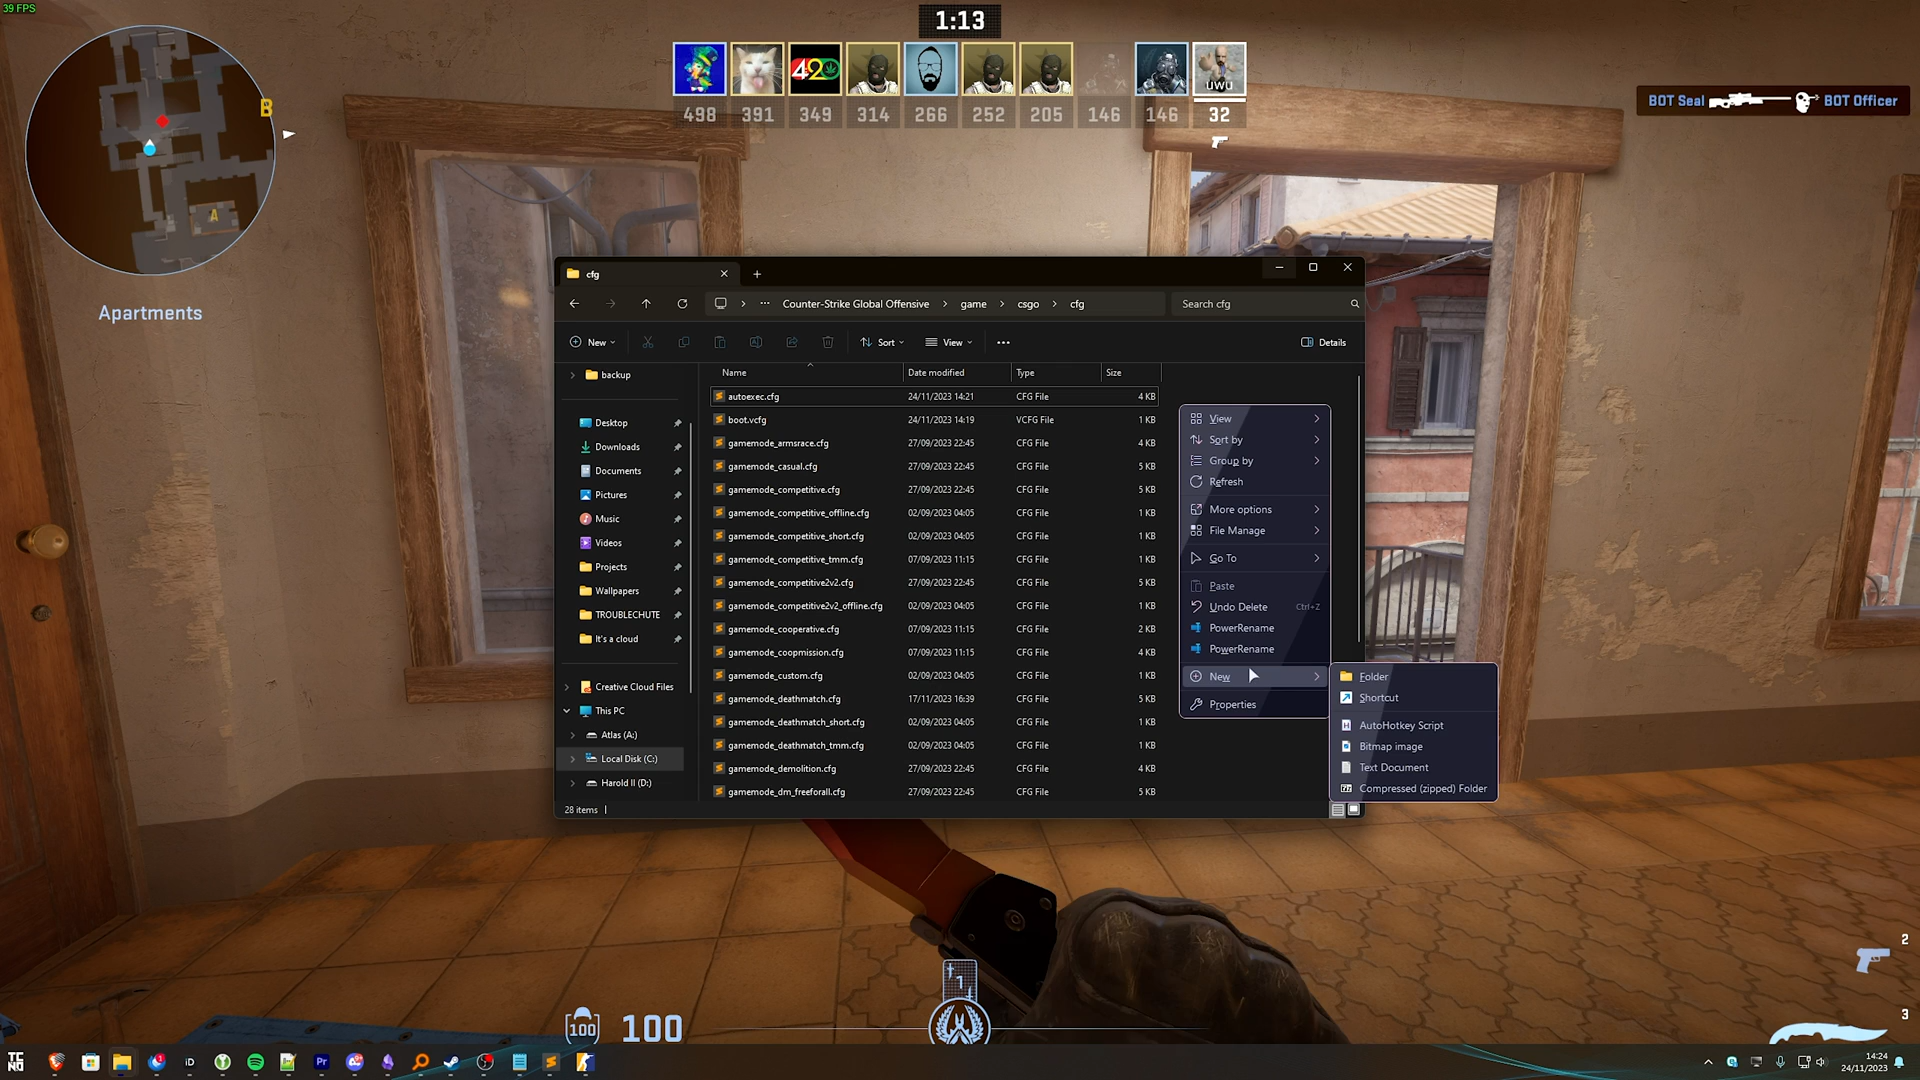 39 FPS
1:13
420
uwu
498 391 349 314 266 252 205 146 146 32
B
A
Apartments
BOT Seal BOT Officer
cfg
Counter-Strike Global Offensive > game > csgo > cfg
Search cfg
New
Sort
View
Details
backup
Desktop
Downloads
Documents
Pictures
Music
Videos
Projects
Wallpapers
TROUBLECHUTE
It's a cloud
Creative Cloud Files
This PC
Atlas (A:)
Local Disk (C:)
Harold II (D:)
Name Date modified Type Size
autoexec.cfg 24/11/2023 14:21 CFG File 4 KB
boot.vcfg 24/11/2023 14:19 VCFG File 1 KB
gamemode_armsrace.cfg 27/09/2023 22:45 CFG File 4 KB
gamemode_casual.cfg 27/09/2023 22:45 CFG File 5 KB
gamemode_competitive.cfg 27/09/2023 22:45 CFG File 5 KB
gamemode_competitive_offline.cfg 02/09/2023 04:05 CFG File 1 KB
gamemode_competitive_short.cfg 02/09/2023 04:05 CFG File 1 KB
gamemode_competitive_tmm.cfg 07/09/2023 11:15 CFG File 1 KB
gamemode_competitive2v2.cfg 27/09/2023 22:45 CFG File 5 KB
gamemode_competitive2v2_offline.cfg 02/09/2023 04:05 CFG File 1 KB
gamemode_cooperative.cfg 07/09/2023 11:15 CFG File 2 KB
gamemode_coopmission.cfg 07/09/2023 11:15 CFG File 4 KB
gamemode_custom.cfg 02/09/2023 04:05 CFG File 1 KB
gamemode_deathmatch.cfg 17/11/2023 16:39 CFG File 5 KB
gamemode_deathmatch_short.cfg 02/09/2023 04:05 CFG File 1 KB
gamemode_deathmatch_tmm.cfg 02/09/2023 04:05 CFG File 1 KB
gamemode_demolition.cfg 27/09/2023 22:45 CFG File 4 KB
gamemode_dm_freeforall.cfg 27/09/2023 22:45 CFG File 5 KB
28 items
View
Sort by
Group by
Refresh
More options
File Manage
Go To
Paste
Undo Delete Ctrl+Z
PowerRename
PowerRename
New
Properties
Folder
Shortcut
AutoHotkey Script
Bitmap image
Text Document
Compressed (zipped) Folder
2
3
1
100
100
TC
NO
iD
Pr
14:24
24/11/2023